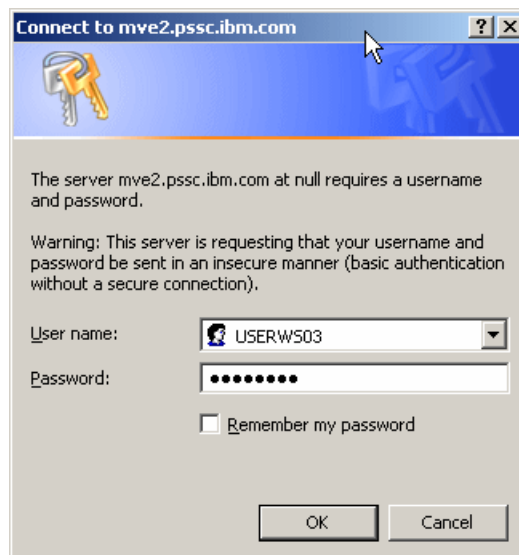 Connect to mve2.pssc.ibm.com
The server mve2.pssc.ibm.com at null requires a username
and password.
Warning: This server is requesting that your username and
password be sent in an insecure manner (basic authentication
without a secure connection).
User name:
USERWS03
Password:
●●●●●●●●
Remember my password
OK
Cancel